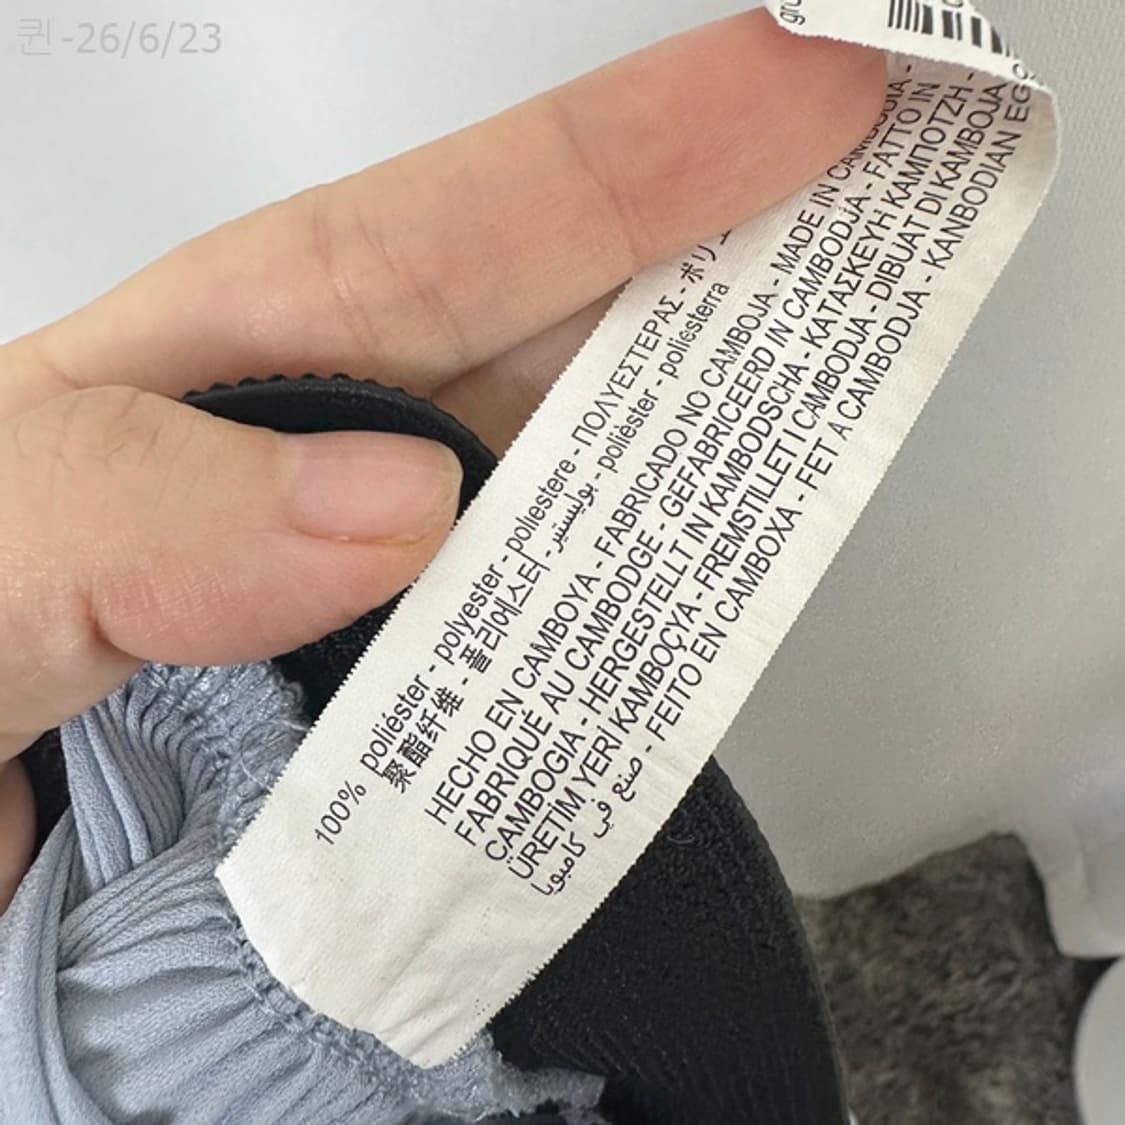 퀸-26/6/23
100% poliéster - polyester - poliestere - ΠΟΛΥΕΣΤΕΡΑΣ - ポリエ
聚酯纤维 - 폴리에스터 - بوليستير - polièster - poliesterra
HECHO EN CAMBOYA - FABRICADO NO CAMBOJA - MADE IN CAMBODIA -
FABRIQUÉ AU CAMBODGE - GEFABRICEERD IN CAMBODJA - FATTO IN
CAMBOGIA - HERGESTELLT IN KAMBODSCHA - ΚΑΤΑΣΚΕΥΗ ΚΑΜΠΟΤΖΗ -
ÜRETİM YERİ KAMBOÇYA - FREMSTILLET I CAMBODJA - DIBUAT DI KAMBOJA
صنع في كامبويا - FEITO EN CAMBOXA - FET A CAMBODJA - KANBODIAN EG